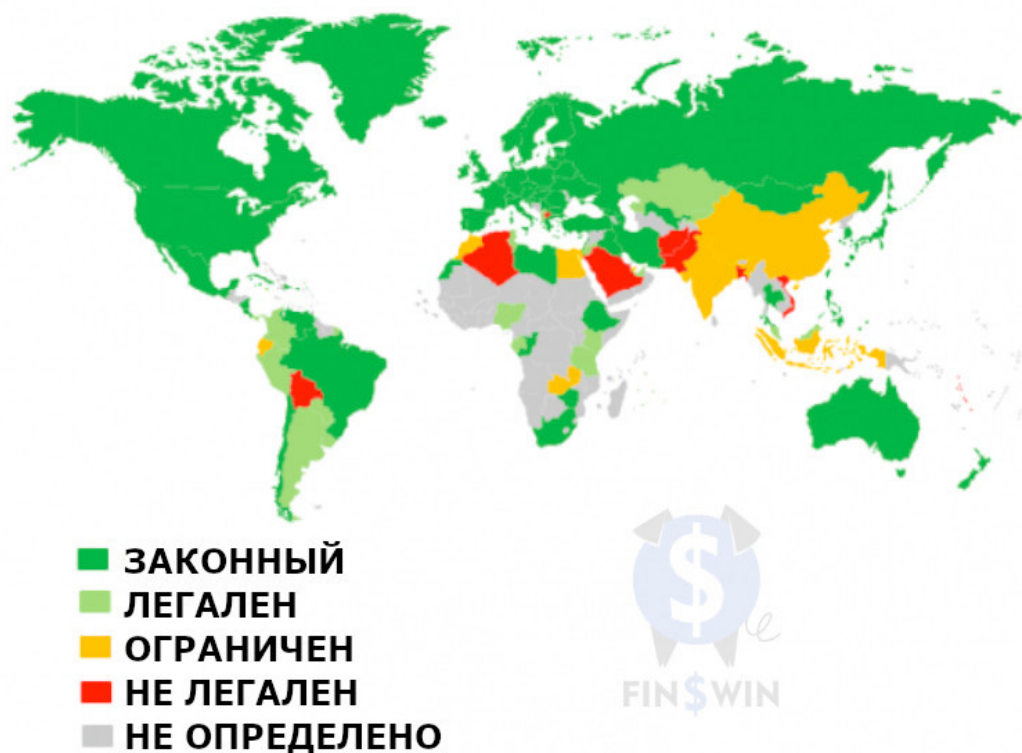 ЗАКОННЫЙ
ЛЕГАЛЕН
ОГРАНИЧЕН
НЕ ЛЕГАЛЕН
НЕ ОПРЕДЕЛЕНО
$
FIN$WIN